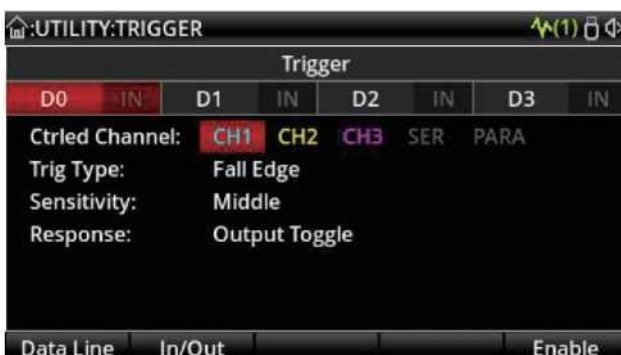 :UTILITY:TRIGGER (1)
Trigger
D0 IN D1 IN D2 IN D3 IN
Ctrled Channel: CH1 CH2 CH3 SER PARA
Trig Type: Fall Edge
Sensitivity: Middle
Response: Output Toggle
Data Line In/Out Enable